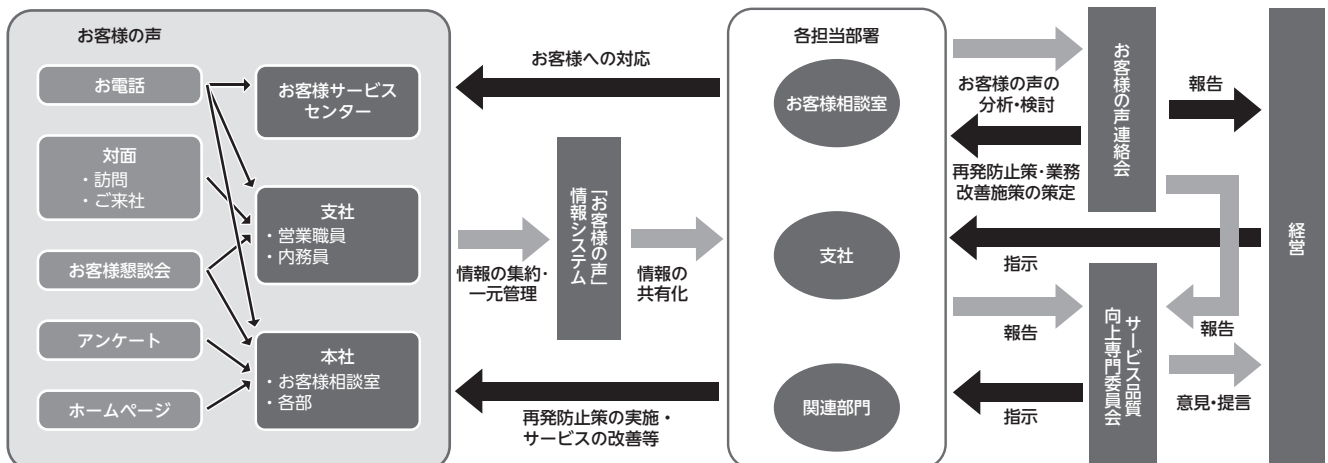 お客様の声
お電話
対面
・訪問
・ご来社
お客様懇談会
アンケート
ホームページ
お客様サービス
センター
支社
・営業職員
・内務員
本社
・お客様相談室
・各部
お客様への対応
情報の集約・
一元管理
「お客様の声」
情報システム
情報の
共有化
再発防止策の実施・
サービスの改善等
各担当部署
お客様相談室
支社
関連部門
お客様の声の
分析・検討
再発防止策・業務
改善施策の策定
お客様の声連絡会
報告
指示
報告
サービス品質
向上専門委員会
報告
指示
意見・提言
経営